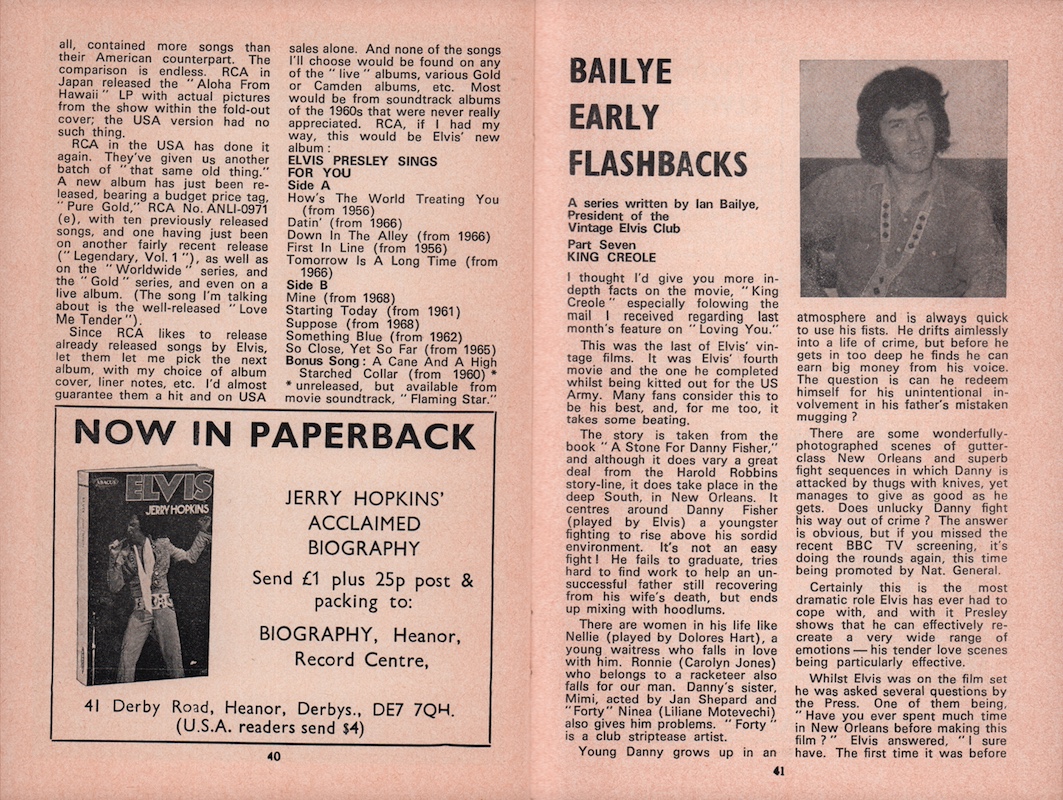 all, contained more songs than
their American counterpart. The
comparison is endless. RCA in
Japan released the "Aloha From
Hawaii" LP with actual pictures
from the show within the fold-out
cover; the USA version had no
such thing.
RCA in the USA has done it
again. They've given us another
batch of "that same old thing."
A new album has just been re-
leased, bearing a budget price tag,
"Pure Gold," RCA No. ANLI-0971
(e), with ten previously released
songs, and one having just been
on another fairly recent release
("Legendary, Vol. 1"), as well as
on the "Worldwide" series, and
the "Gold" series, and even on a
live album. (The song I'm talking
about is the well-released "Love
Me Tender").
Since RCA likes to release
already released songs by Elvis,
let them let me pick the next
album, with my choice of album
cover, liner notes, etc. I'd almost
guarantee them a hit and on USA
sales alone. And none of the songs
I'll choose would be found on any
of the "live" albums, various Gold
or Camden albums, etc. Most
would be from soundtrack albums
of the 1960s that were never really
appreciated. RCA, if I had my
way, this would be Elvis' new
album :
ELVIS PRESLEY SINGS
FOR YOU
Side A
How's The World Treating You
(from 1956)
Datin' (from 1966)
Down In The Alley (from 1966)
First In Line (from 1956)
Tomorrow Is A Long Time (from
1966)
Side B
Mine (from 1968)
Starting Today (from 1961)
Suppose (from 1968)
Something Blue (from 1962)
So Close, Yet So Far (from 1965)
Bonus Song : A Cane And A High
Starched Collar (from 1960) *
* unreleased, but available from
movie soundtrack, "Flaming Star."
NOW IN PAPERBACK
ABACUS
ELVIS
JERRY HOPKINS
JERRY HOPKINS'
ACCLAIMED
BIOGRAPHY
Send £1 plus 25p post &
packing to:
BIOGRAPHY, Heanor,
Record Centre,
41 Derby Road, Heanor, Derbys., DE7 7QH.
(U.S.A. readers send $4)
40
BAILYE
EARLY
FLASHBACKS
A series written by Ian Bailye,
President of the
Vintage Elvis Club
Part Seven
KING CREOLE
I thought I'd give you more in-
depth facts on the movie, "King
Creole" especially folowing the
mail I received regarding last
month's feature on "Loving You."
This was the last of Elvis' vin-
tage films. It was Elvis' fourth
movie and the one he completed
whilst being kitted out for the US
Army. Many fans consider this to
be his best, and, for me too, it
takes some beating.
The story is taken from the
book "A Stone For Danny Fisher,"
and although it does vary a great
deal from the Harold Robbins
story-line, it does take place in the
deep South, in New Orleans. It
centres around Danny Fisher
(played by Elvis) a youngster
fighting to rise above his sordid
environment. It's not an easy
fight! He fails to graduate, tries
hard to find work to help an un-
successful father still recovering
from his wife's death, but ends
up mixing with hoodlums.
There are women in his life like
Nellie (played by Dolores Hart), a
young waitress who falls in love
with him. Ronnie (Carolyn Jones)
who belongs to a racketeer also
falls for our man. Danny's sister,
Mimi, acted by Jan Shepard and
"Forty" Ninea (Liliane Motevechi)
also gives him problems. "Forty"
is a club striptease artist.
Young Danny grows up in an
atmosphere and is always quick
to use his fists. He drifts aimlessly
into a life of crime, but before he
gets in too deep he finds he can
earn big money from his voice.
The question is can he redeem
himself for his unintentional in-
volvement in his father's mistaken
mugging ?
There are some wonderfully-
photographed scenes of gutter-
class New Orleans and superb
fight sequences in which Danny is
attacked by thugs with knives, yet
manages to give as good as he
gets. Does unlucky Danny fight
his way out of crime ? The answer
is obvious, but if you missed the
recent BBC TV screening, it's
doing the rounds again, this time
being promoted by Nat. General.
Certainly this is the most
dramatic role Elvis has ever had to
cope with, and with it Presley
shows that he can effectively re-
create a very wide range of
emotions — his tender love scenes
being particularly effective.
Whilst Elvis was on the film set
he was asked several questions by
the Press. One of them being,
"Have you ever spent much time
in New Orleans before making this
film ?" Elvis answered, "I sure
have. The first time it was before
41